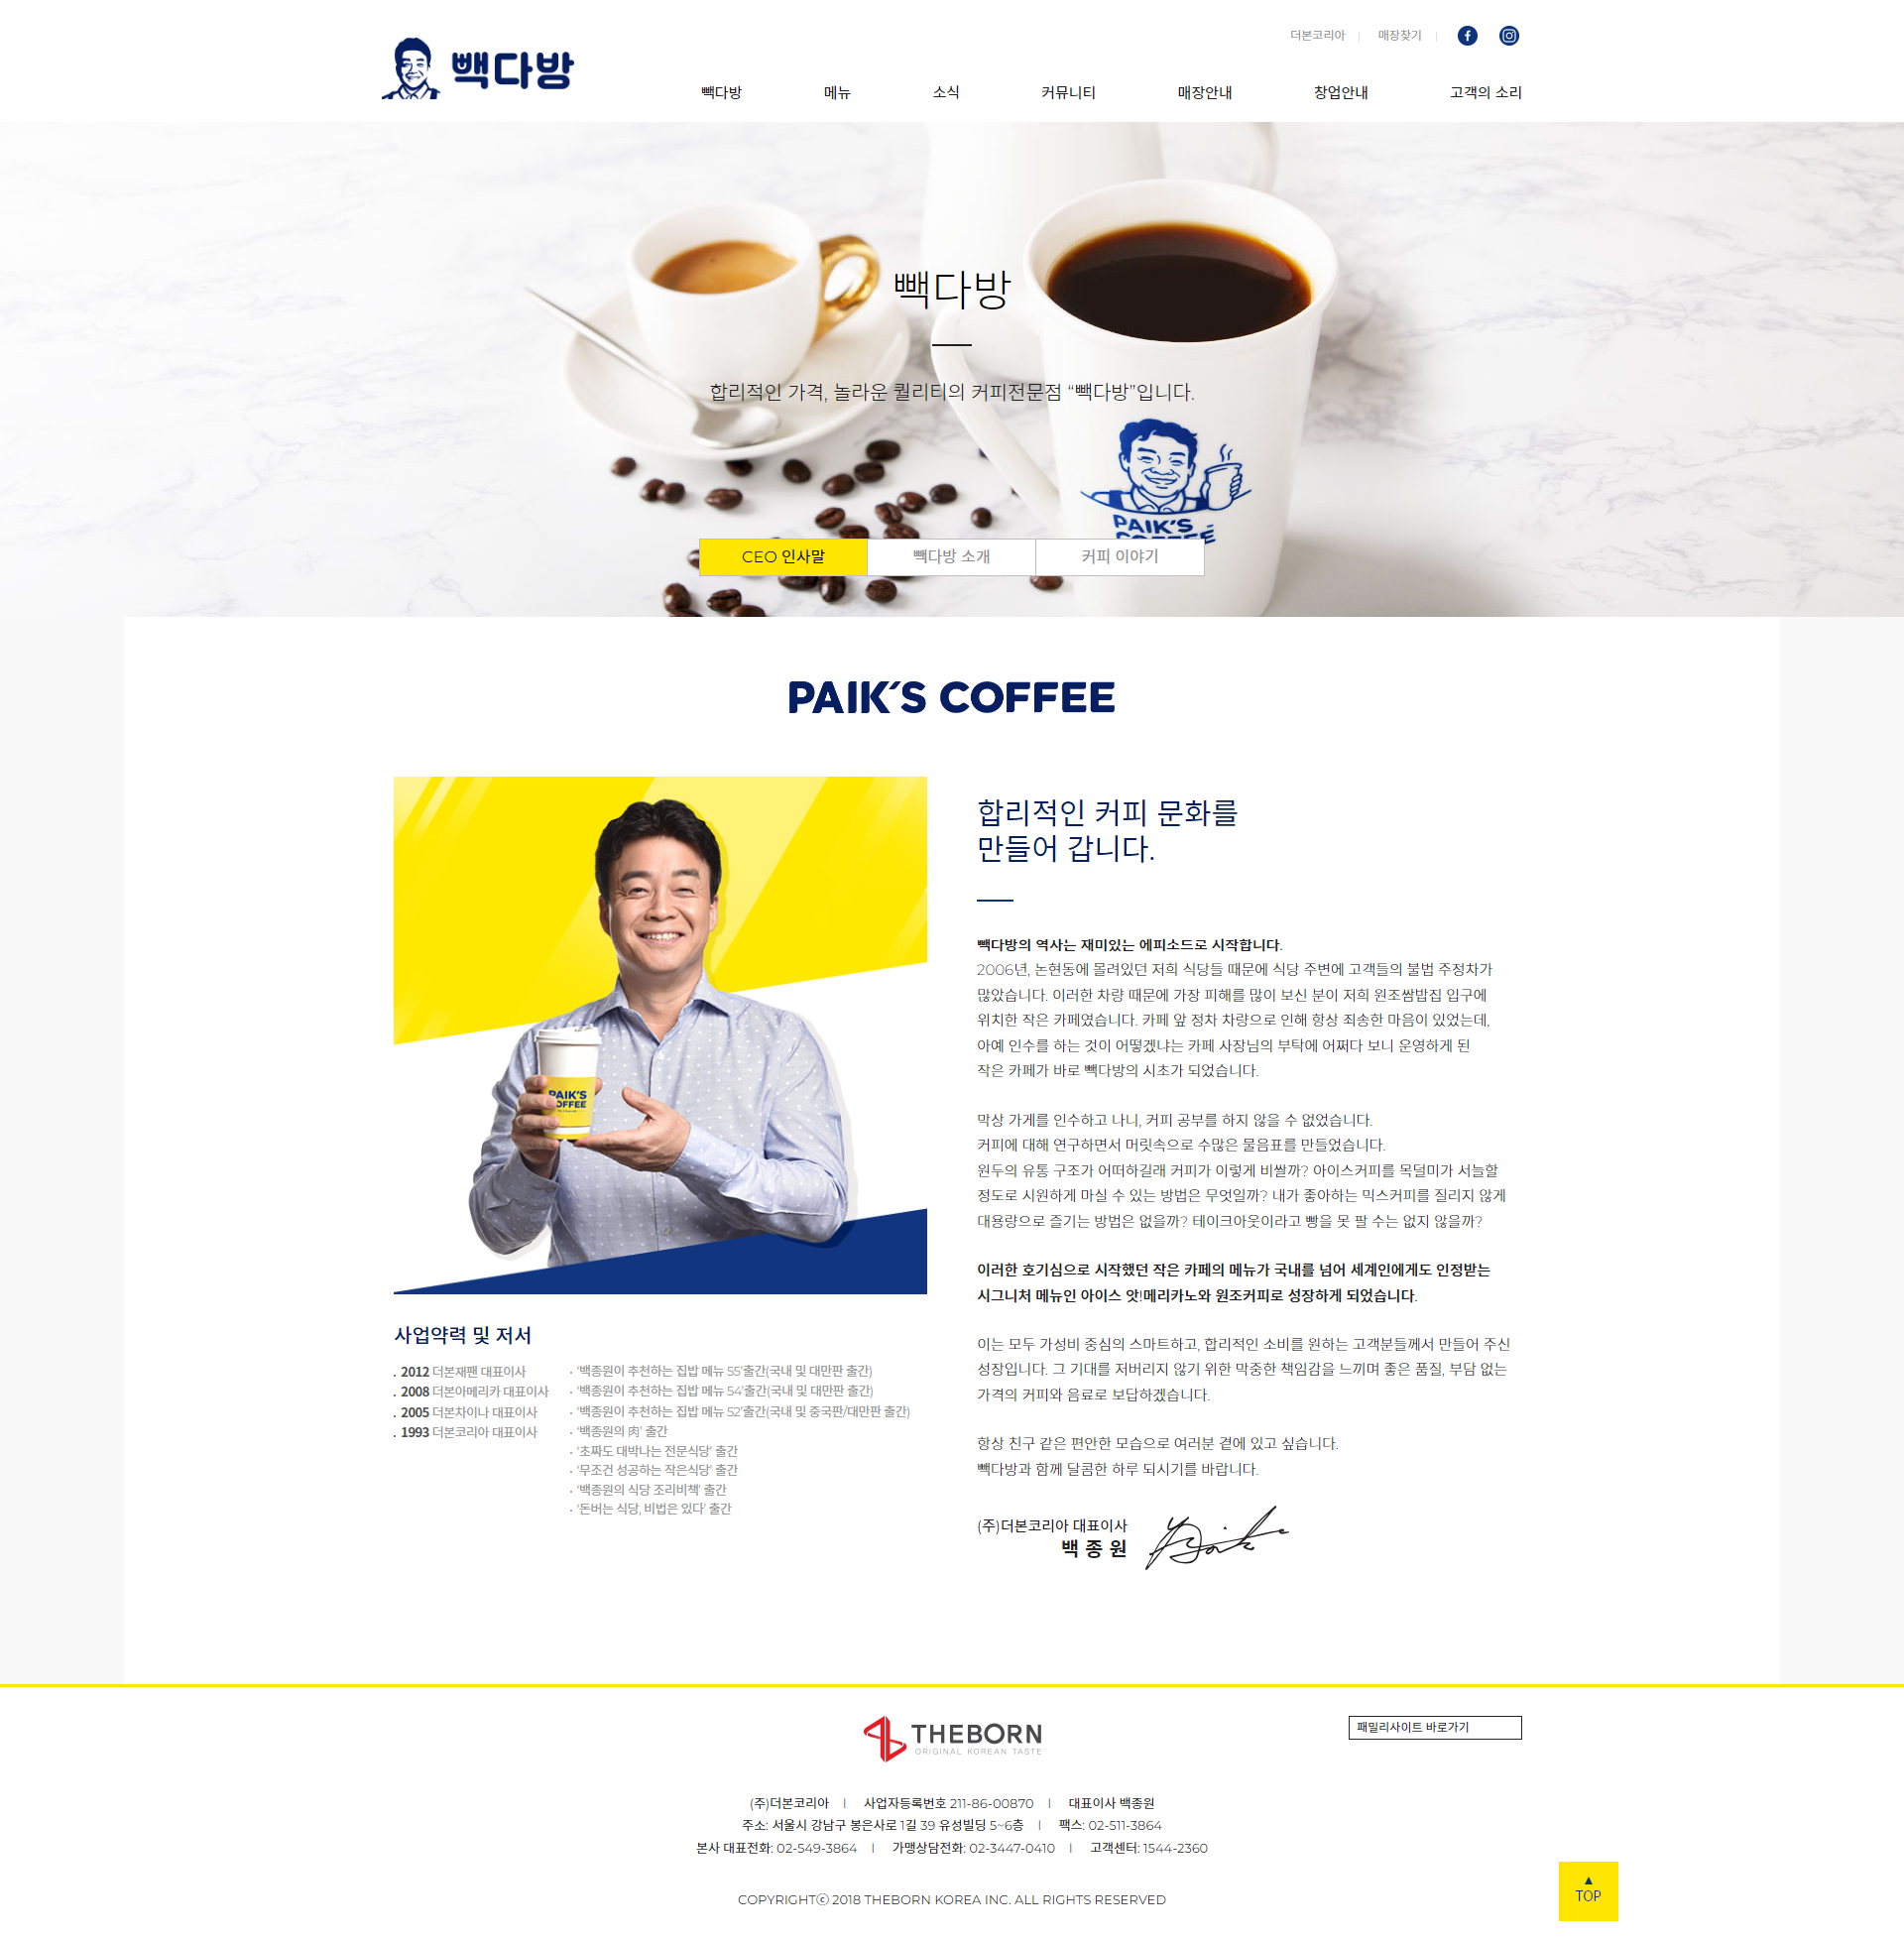 더본코리아
매장찾기
빽다방
빽다방
메뉴
소식
커뮤니티
매장안내
창업안내
고객의 소리
빽다방
합리적인 가격, 놀라운 퀄리티의 커피전문점 “빽다방”입니다.
PAIK'S
COFFEE
CEO 인사말
빽다방 소개
커피 이야기
PAIK'S COFFEE
합리적인 커피 문화를
만들어 갑니다.
빽다방의 역사는 재미있는 에피소드로 시작합니다.
2006년, 논현동에 몰려있던 저희 식당들 때문에 식당 주변에 고객들의 불법 주정차가
많았습니다. 이러한 차량 때문에 가장 피해를 많이 보신 분이 저희 원조쌈밥집 입구에
위치한 작은 카페였습니다. 카페 앞 정차 차량으로 인해 항상 죄송한 마음이 있었는데,
아예 인수를 하는 것이 어떻겠냐는 카페 사장님의 부탁에 어쩌다 보니 운영하게 된
작은 카페가 바로 빽다방의 시초가 되었습니다.
막상 가게를 인수하고 나니, 커피 공부를 하지 않을 수 없었습니다.
커피에 대해 연구하면서 머릿속으로 수많은 물음표를 만들었습니다.
원두의 유통 구조가 어떠하길래 커피가 이렇게 비쌀까? 아이스커피를 목덜미가 서늘할
정도로 시원하게 마실 수 있는 방법은 무엇일까? 내가 좋아하는 믹스커피를 질리지 않게
대용량으로 즐기는 방법은 없을까? 테이크아웃이라고 빵을 못 팔 수는 없지 않을까?
이러한 호기심으로 시작했던 작은 카페의 메뉴가 국내를 넘어 세계인에게도 인정받는
시그니처 메뉴인 아이스 앗!메리카노와 원조커피로 성장하게 되었습니다.
이는 모두 가성비 중심의 스마트하고, 합리적인 소비를 원하는 고객분들께서 만들어 주신
성장입니다. 그 기대를 저버리지 않기 위한 막중한 책임감을 느끼며 좋은 품질, 부담 없는
가격의 커피와 음료로 보답하겠습니다.
항상 친구 같은 편안한 모습으로 여러분 곁에 있고 싶습니다.
빽다방과 함께 달콤한 하루 되시기를 바랍니다.
(주)더본코리아 대표이사
백 종 원
PAIK'S
COFFEE
사업약력 및 저서
. 2012 더본재팬 대표이사
. 2008 더본아메리카 대표이사
. 2005 더본차이나 대표이사
. 1993 더본코리아 대표이사
· ‘백종원이 추천하는 집밥 메뉴 55’출간(국내 및 대만판 출간)
· ‘백종원이 추천하는 집밥 메뉴 54’출간(국내 및 대만판 출간)
· ‘백종원이 추천하는 집밥 메뉴 52’출간(국내 및 중국판/대만판 출간)
· ‘백종원의 肉’ 출간
· ‘초짜도 대박나는 전문식당’ 출간
· ‘무조건 성공하는 작은식당’ 출간
· ‘백종원의 식당 조리비책’ 출간
· ‘돈버는 식당, 비법은 있다’ 출간
THEBORN
ORIGINAL KOREAN TASTE
패밀리사이트 바로가기
(주)더본코리아 | 사업자등록번호 211-86-00870 | 대표이사 백종원
주소: 서울시 강남구 봉은사로 1길 39 유성빌딩 5~6층 | 팩스: 02-511-3864
본사 대표전화: 02-549-3864 | 가맹상담전화: 02-3447-0410 | 고객센터: 1544-2360
COPYRIGHTⓒ 2018 THEBORN KOREA INC. ALL RIGHTS RESERVED
▲
TOP